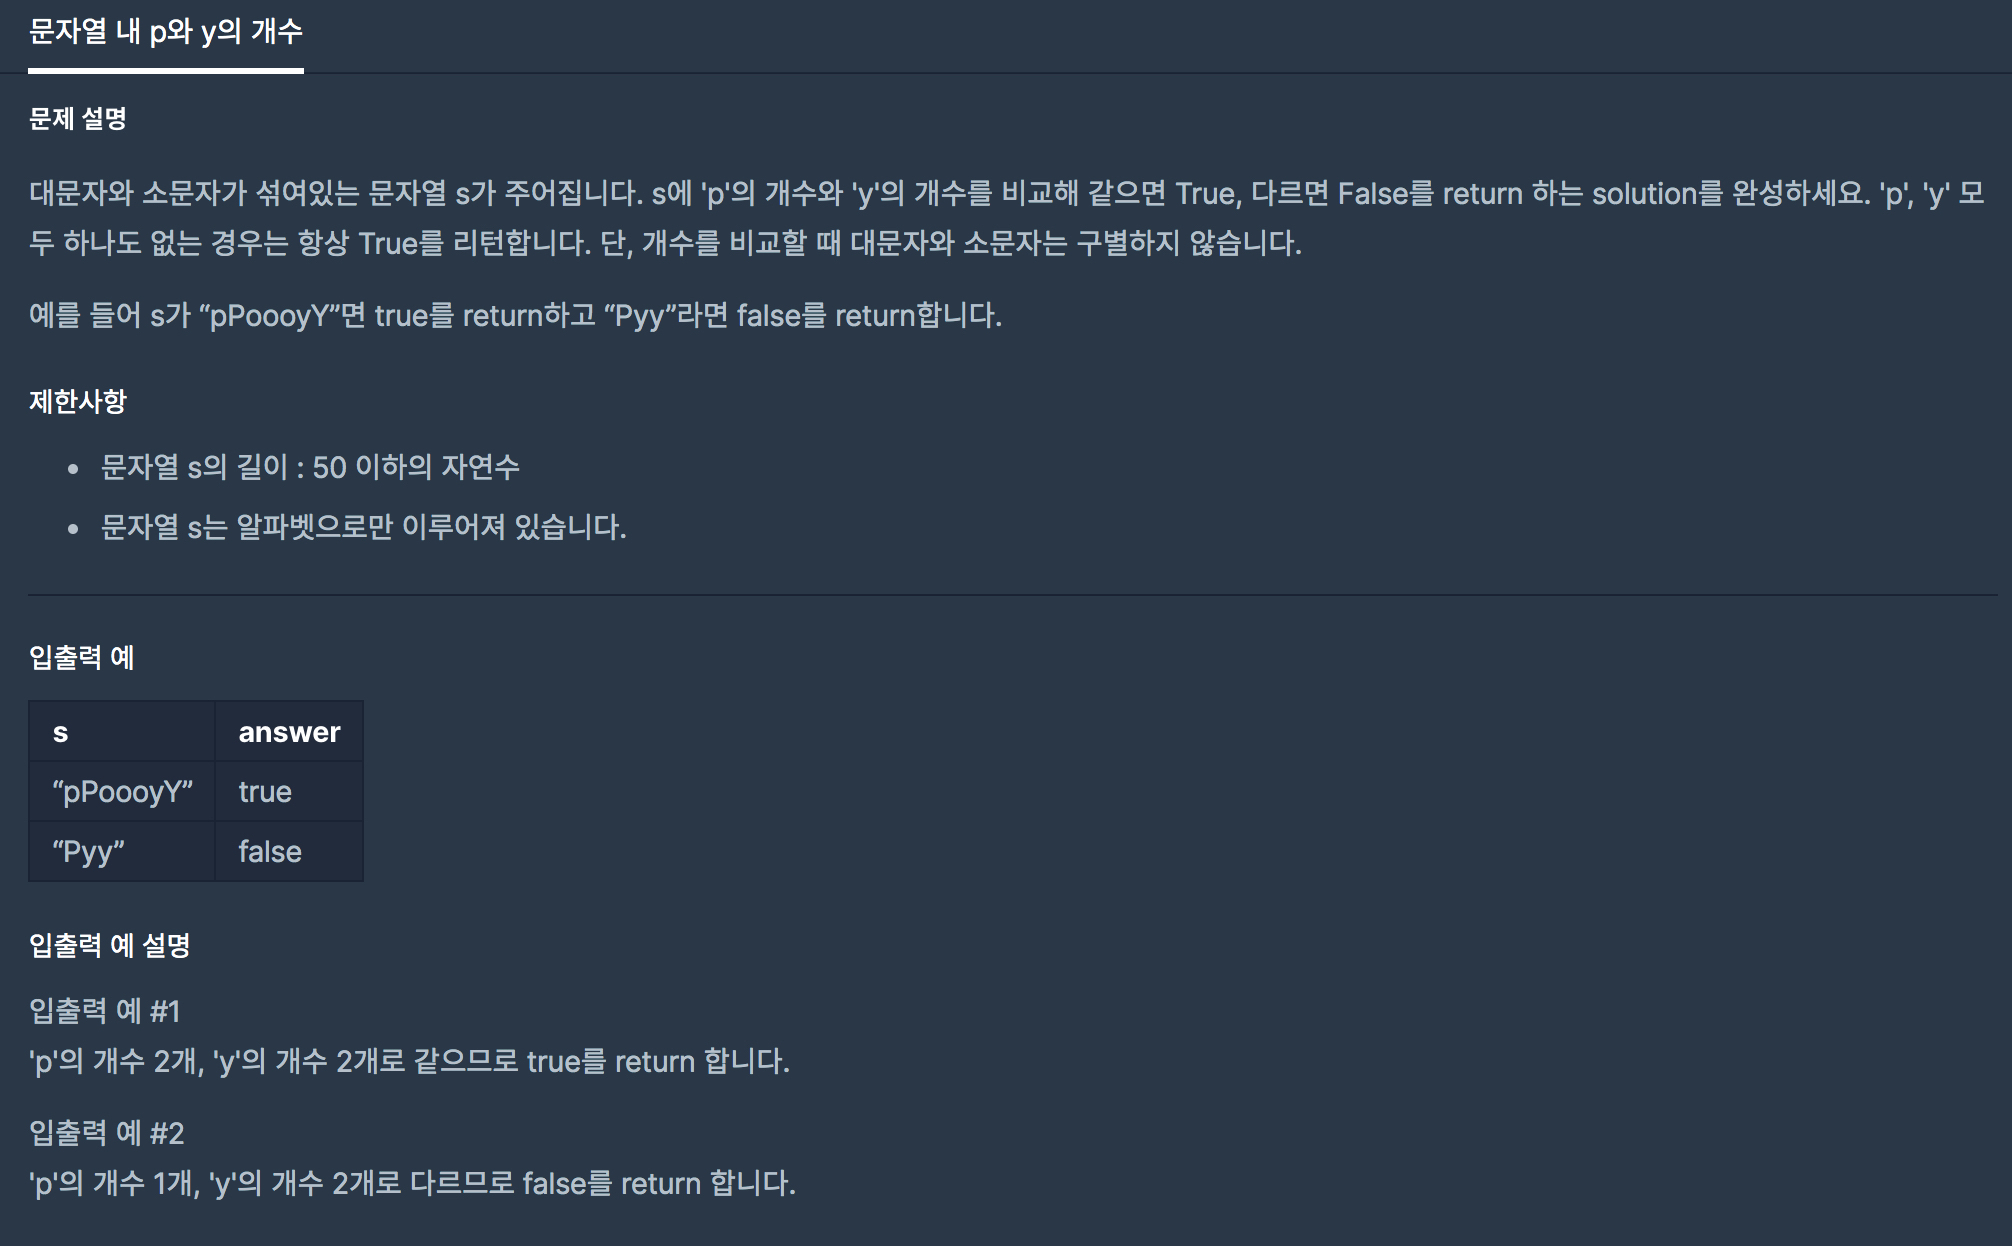 문자열 내 p와 y의 개수
문제 설명
대문자와 소문자가 섞여있는 문자열 s가 주어집니다. s에 'p'의 개수와 'y'의 개수를 비교해 같으면 True, 다르면 False를 return 하는 solution를 완성하세요. 'p', 'y' 모
두 하나도 없는 경우는 항상 True를 리턴합니다. 단, 개수를 비교할 때 대문자와 소문자는 구별하지 않습니다.
예를 들어 s가 “pPoooyY”면 true를 return하고 “Pyy”라면 false를 return합니다.
제한사항
• 문자열 s의 길이 : 50 이하의 자연수
• 문자열 s는 알파벳으로만 이루어져 있습니다.
입출력 예
s answer
“pPoooyY” true
“Pyy” false
입출력 예 설명
입출력 예 #1
'p'의 개수 2개, 'y'의 개수 2개로 같으므로 true를 return 합니다.
입출력 예 #2
'p'의 개수 1개, 'y'의 개수 2개로 다르므로 false를 return 합니다.